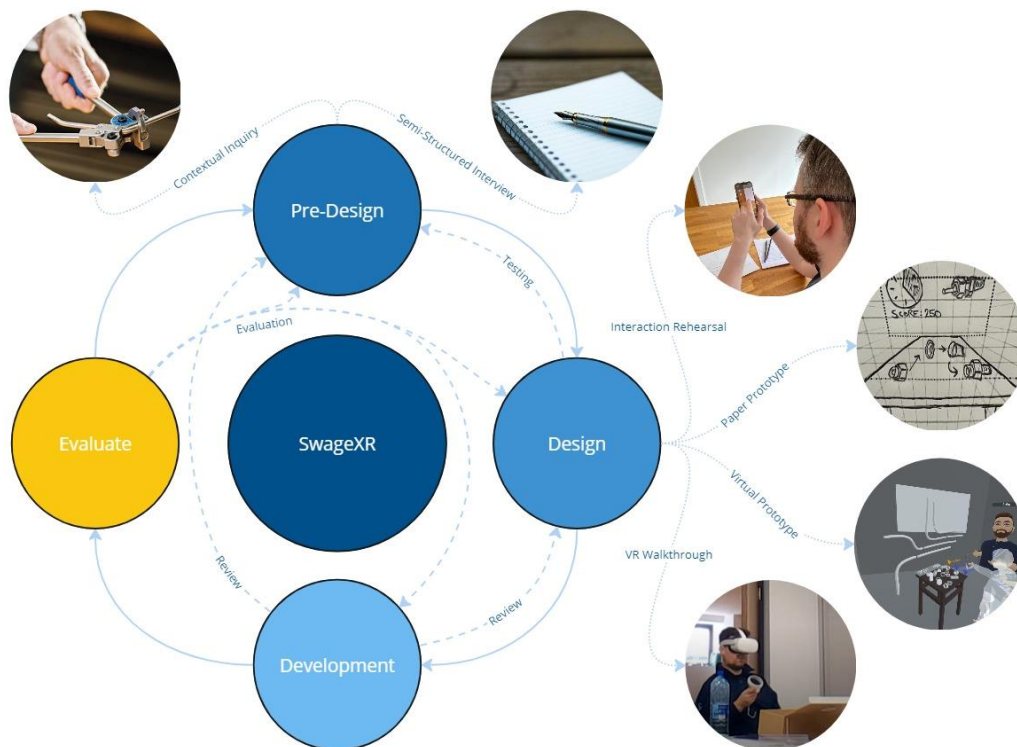 Contextual Inquiry
Semi-Structured Interview
Pre-Design
Testing
Evaluation
Interaction Rehearsal
SCORE: 250
Paper Prototype
Evaluate
SwageXR
Design
Virtual Prototype
VR Walkthrough
Review
Review
Development